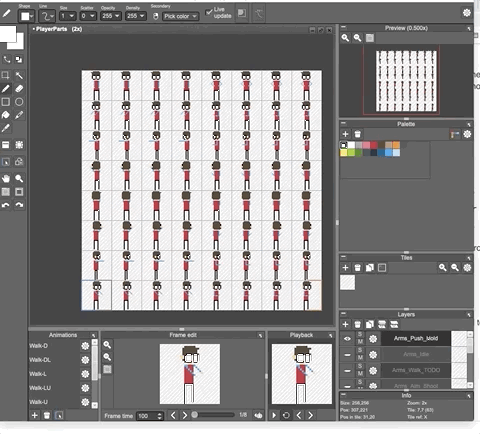 Shape Line Size Scatter Opacity Density Secondary
1 0 255 255 Pick color Live update
PlayerParts (2x)
Preview (0.500x)
Palette
Tiles
Layers
Arms_Push_Hold
Arms_Idle
Arms_Walk_TODO
Info
Size: 256,256 Zoom: 2x
Pos: 307,221 Tile: 7,7 (63)
Pos in tile: 31,20 Tile ref. X
Animations Frame edit Playback
Walk-D
Walk-DL
Walk-L
Walk-LU
Walk-U
Frame time 100 1/8